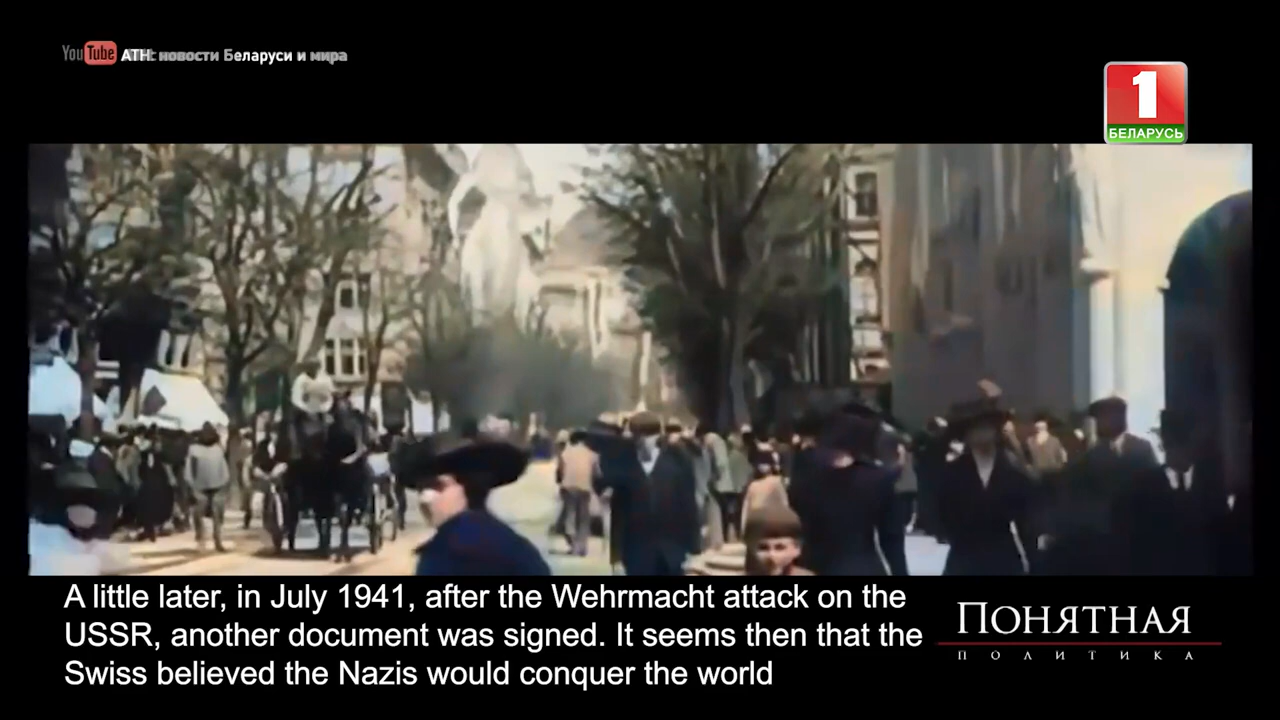 YouTube АТН: новости Беларуси и мира
1
БЕЛАРУСЬ
A little later, in July 1941, after the Wehrmacht attack on the
USSR, another document was signed. It seems then that the
Swiss believed the Nazis would conquer the world
ПОНЯТНАЯ
ПОЛИТИКА